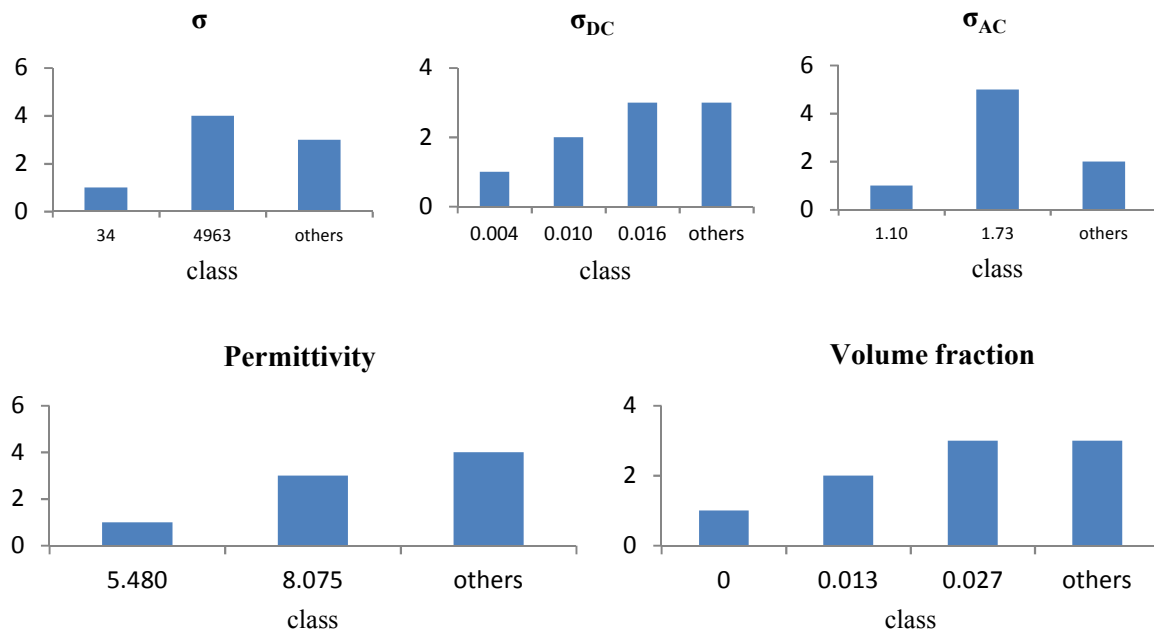 σ
6
4
2
0
34 4963 others
class
σDC
4
2
0
0.004 0.010 0.016 others
class
σAC
6
4
2
0
1.10 1.73 others
class
Permittivity
6
4
2
0
5.480 8.075 others
class
Volume fraction
4
2
0
0 0.013 0.027 others
class